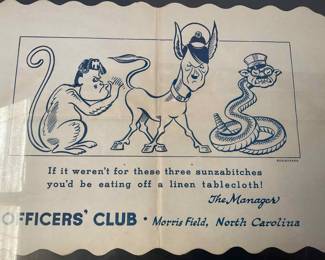 If it weren't for these three sunzabitches
you'd be eating off a linen tablecloth!
The Manager
OFFICERS' CLUB • Morris Field, North Carolina